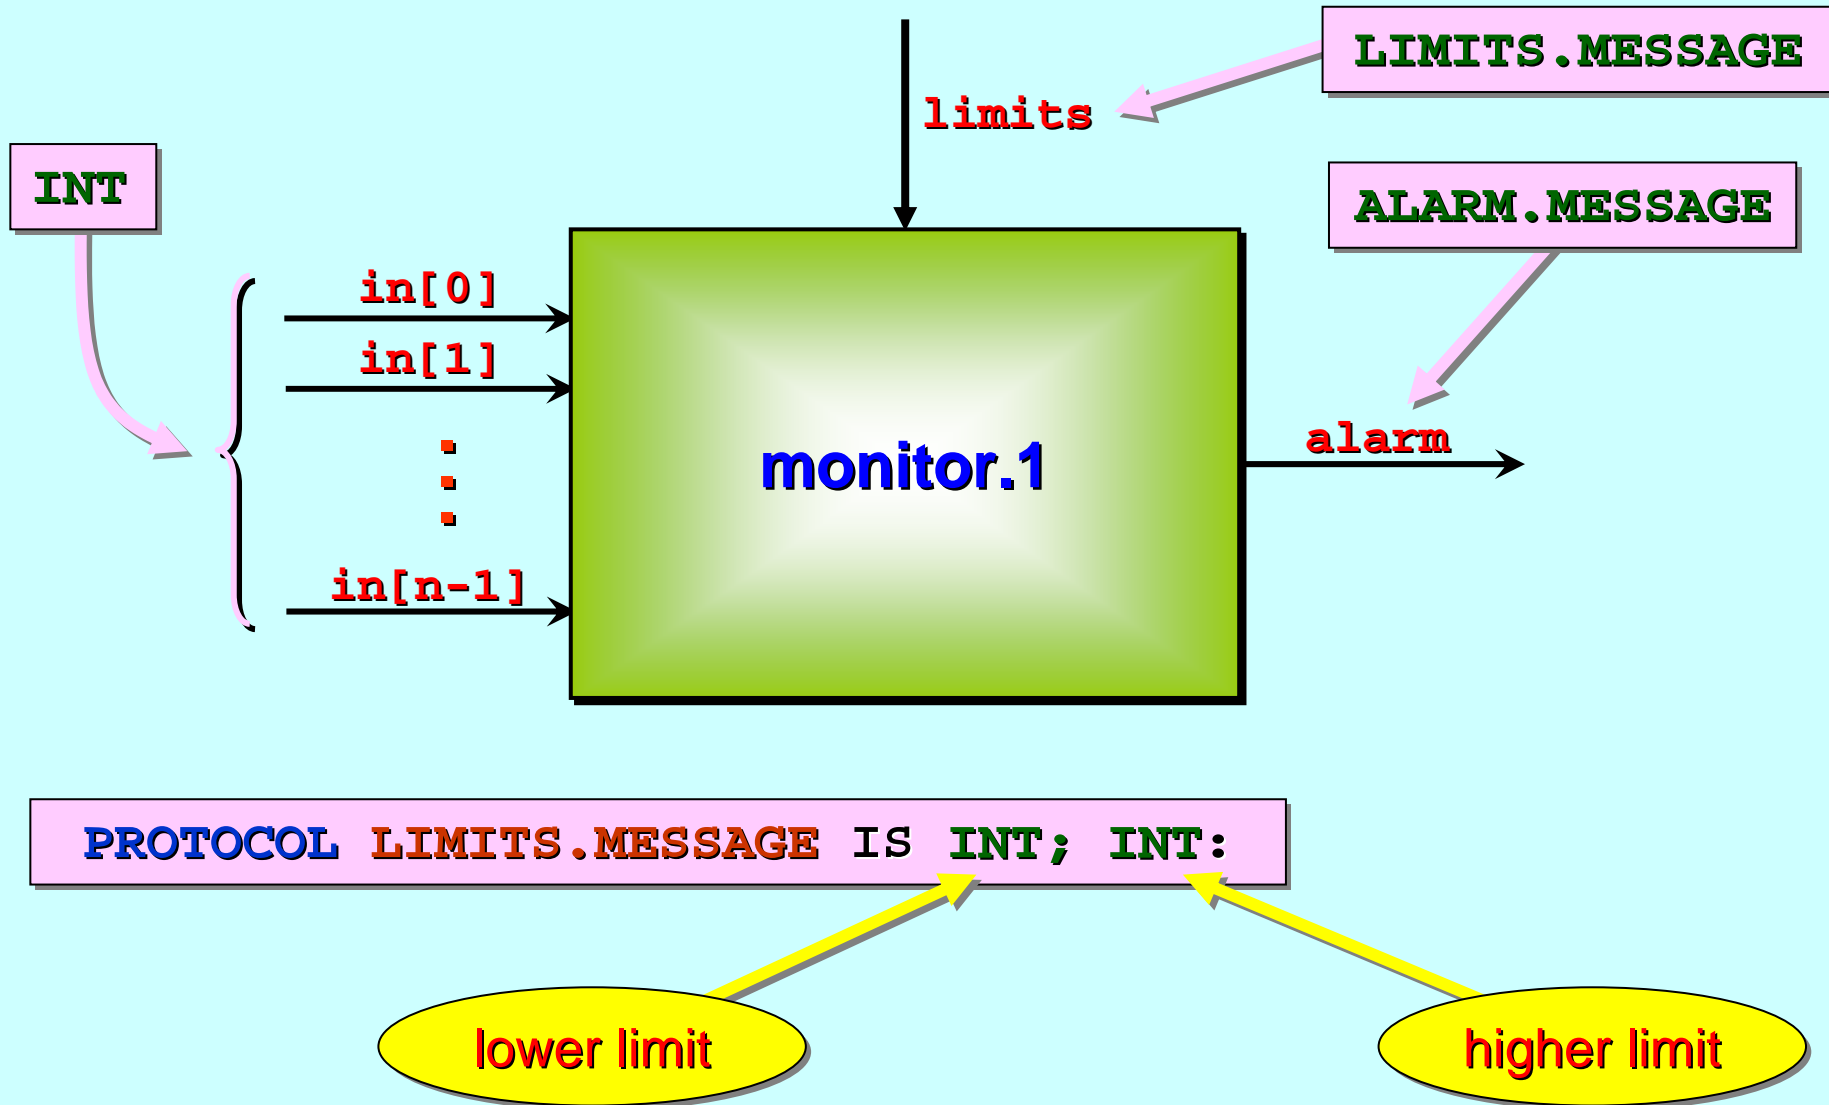 LIMITS.MESSAGE
limits
INT
ALARM.MESSAGE
in[0]
in[1]
alarm
monitor.1
in[n-1]
PROTOCOL LIMITS.MESSAGE IS INT; INT:
lower limit
higher limit